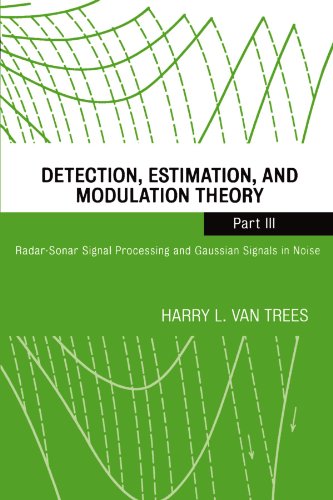 DETECTION, ESTIMATION, AND
MODULATION THEORY
Part III
Radar-Sonar Signal Processing and Gaussian Signals in Noise
HARRY L. VAN TREES